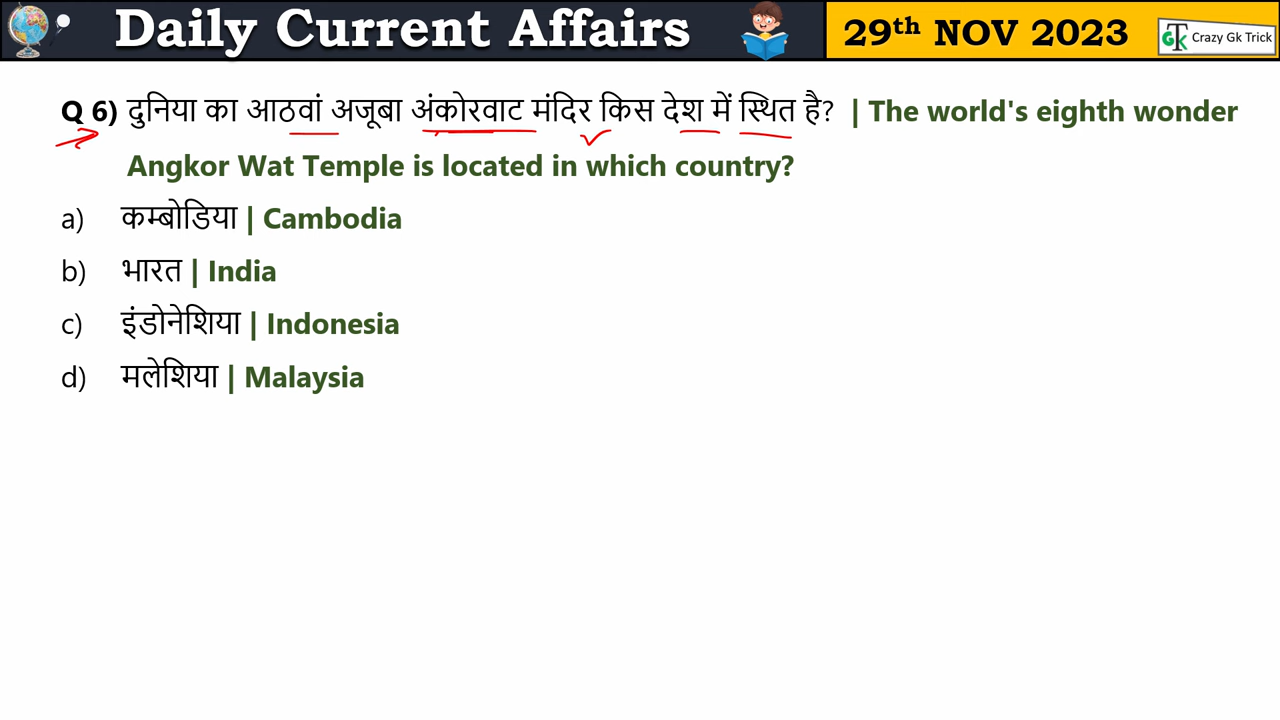 Daily Current Affairs
29th NOV 2023
GTK Crazy Gk Trick
Q 6) दुनिया का आठवां अजूबा अंकोरवाट मंदिर किस देश में स्थित है? | The world's eighth wonder
Angkor Wat Temple is located in which country?
a) कम्बोडिया | Cambodia
b) भारत | India
c) इंडोनेशिया | Indonesia
d) मलेशिया | Malaysia